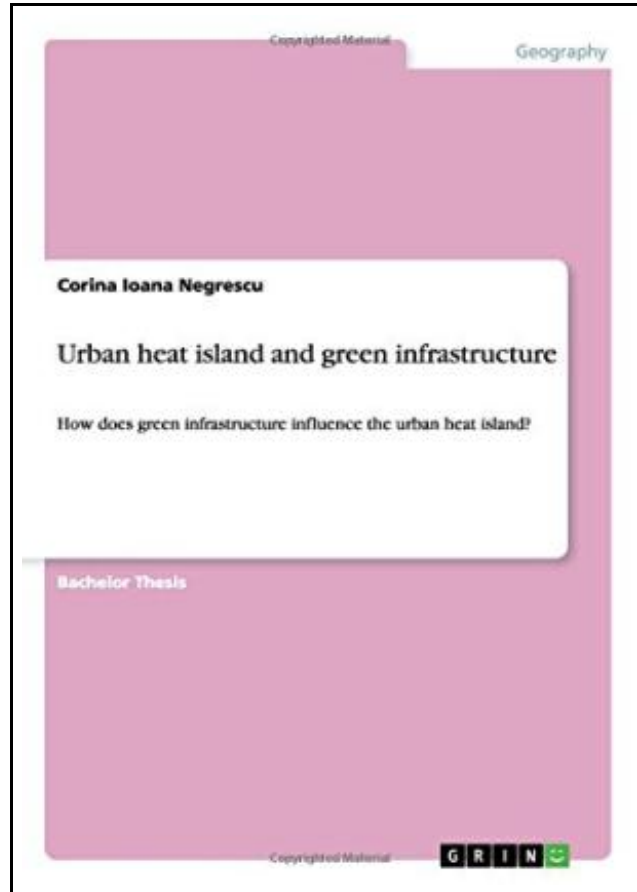 Copyrighted Material
Geography
Corina Ioana Negrescu
Urban heat island and green infrastructure
How does green infrastructure influence the urban heat island?
Bachelor Thesis
Copyrighted Material
GRIN